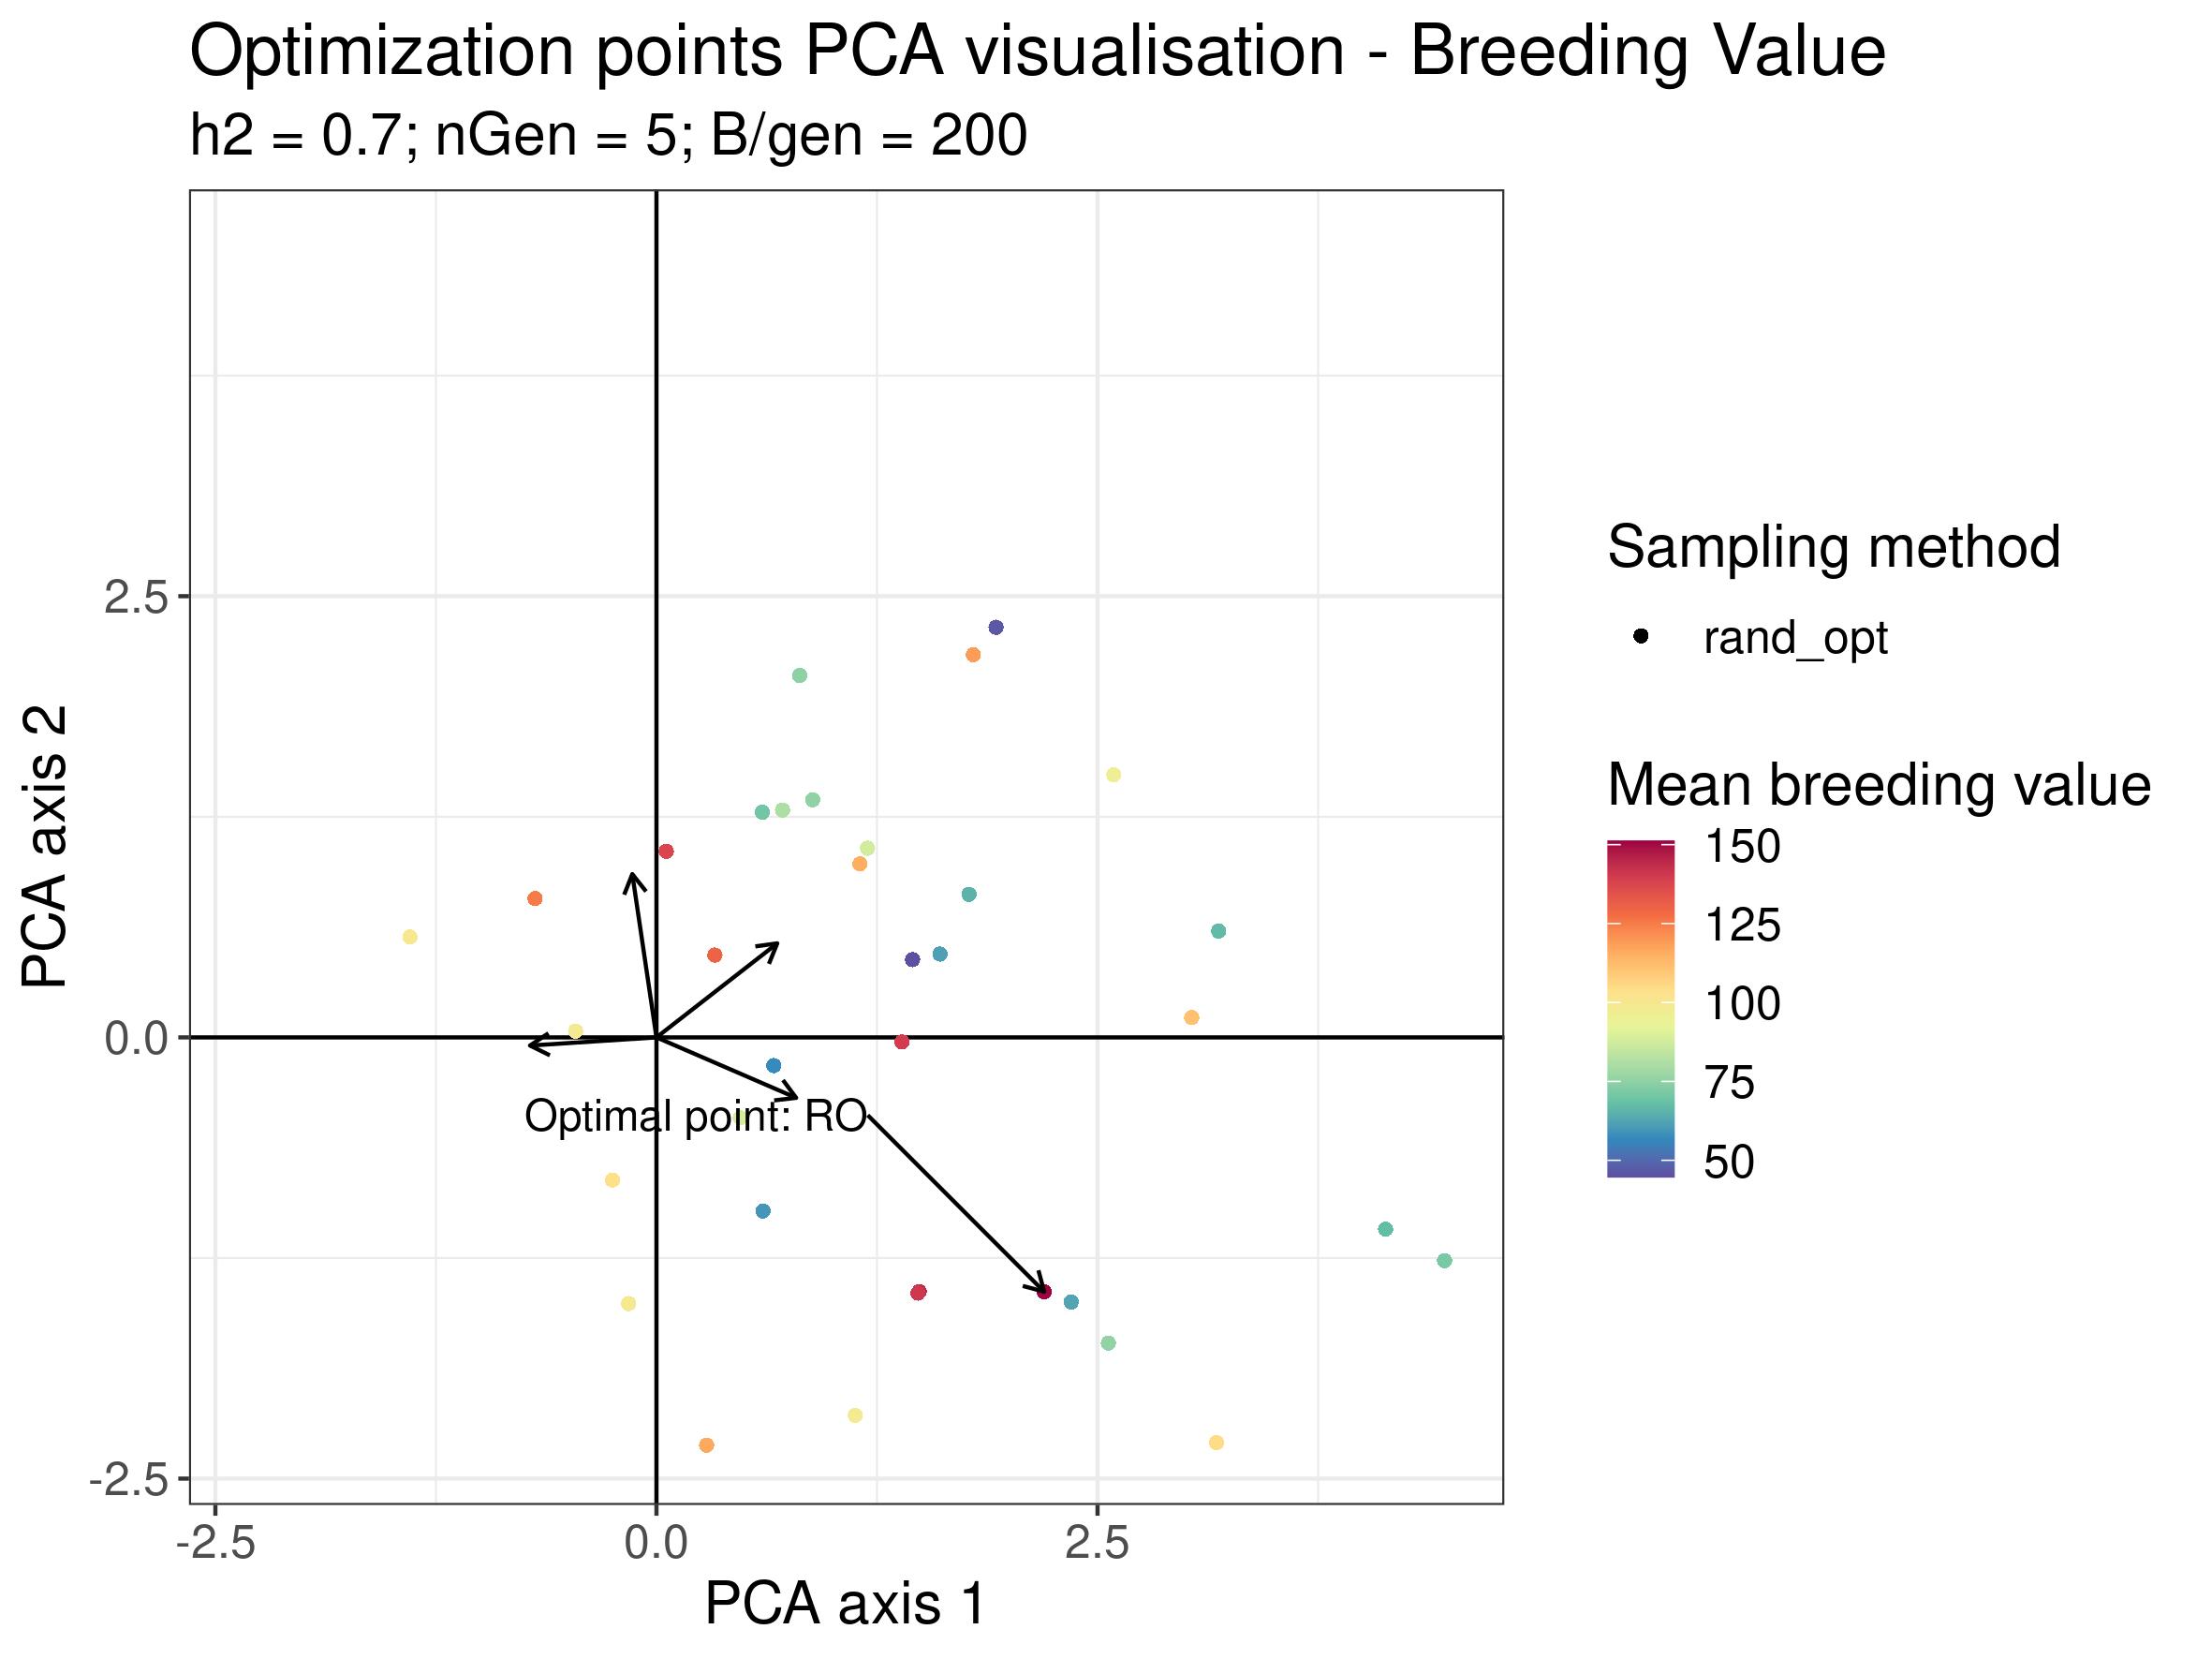 Optimization points PCA visualisation - Breeding Value
h2 = 0.7; nGen = 5; B/gen = 200
PCA axis 2
2.5
0.0
-2.5
Optimal point: RO
-2.5
0.0
2.5
PCA axis 1
Sampling method
rand_opt
Mean breeding value
150
125
100
75
50